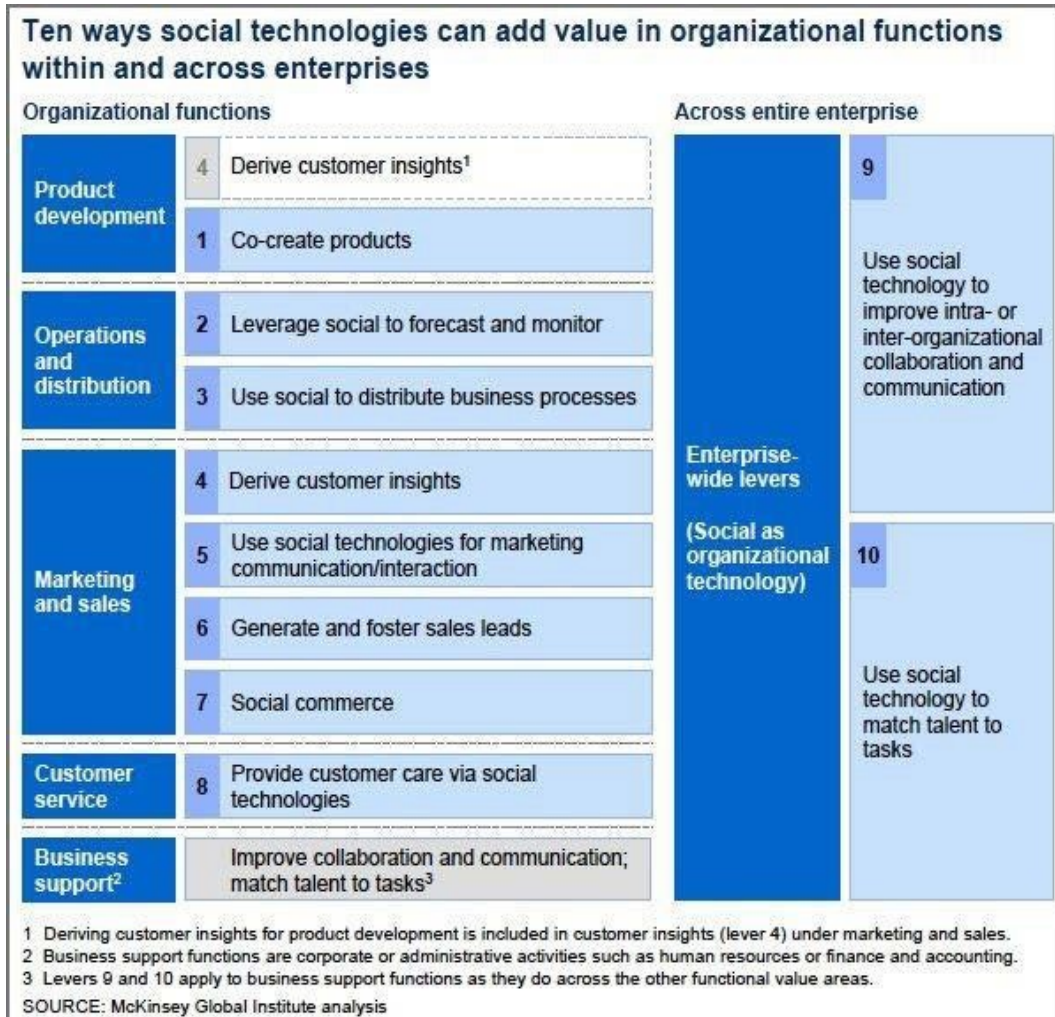 Ten ways social technologies can add value in organizational functions
within and across enterprises
Organizational functions
Product
development
4
Derive customer insights¹
1
Co-create products
Operations
and
distribution
2
Leverage social to forecast and monitor
3
Use social to distribute business processes
Marketing
and sales
4
Derive customer insights
5
Use social technologies for marketing
communication/interaction
6
Generate and foster sales leads
7
Social commerce
Customer
service
8
Provide customer care via social
technologies
Business
support²
Improve collaboration and communication;
match talent to tasks³
Across entire enterprise
Enterprise-
wide levers
(Social as
organizational
technology)
9
Use social
technology to
improve intra- or
inter-organizational
collaboration and
communication
10
Use social
technology to
match talent to
tasks
1 Deriving customer insights for product development is included in customer insights (lever 4) under marketing and sales.
2 Business support functions are corporate or administrative activities such as human resources or finance and accounting.
3 Levers 9 and 10 apply to business support functions as they do across the other functional value areas.
SOURCE: McKinsey Global Institute analysis